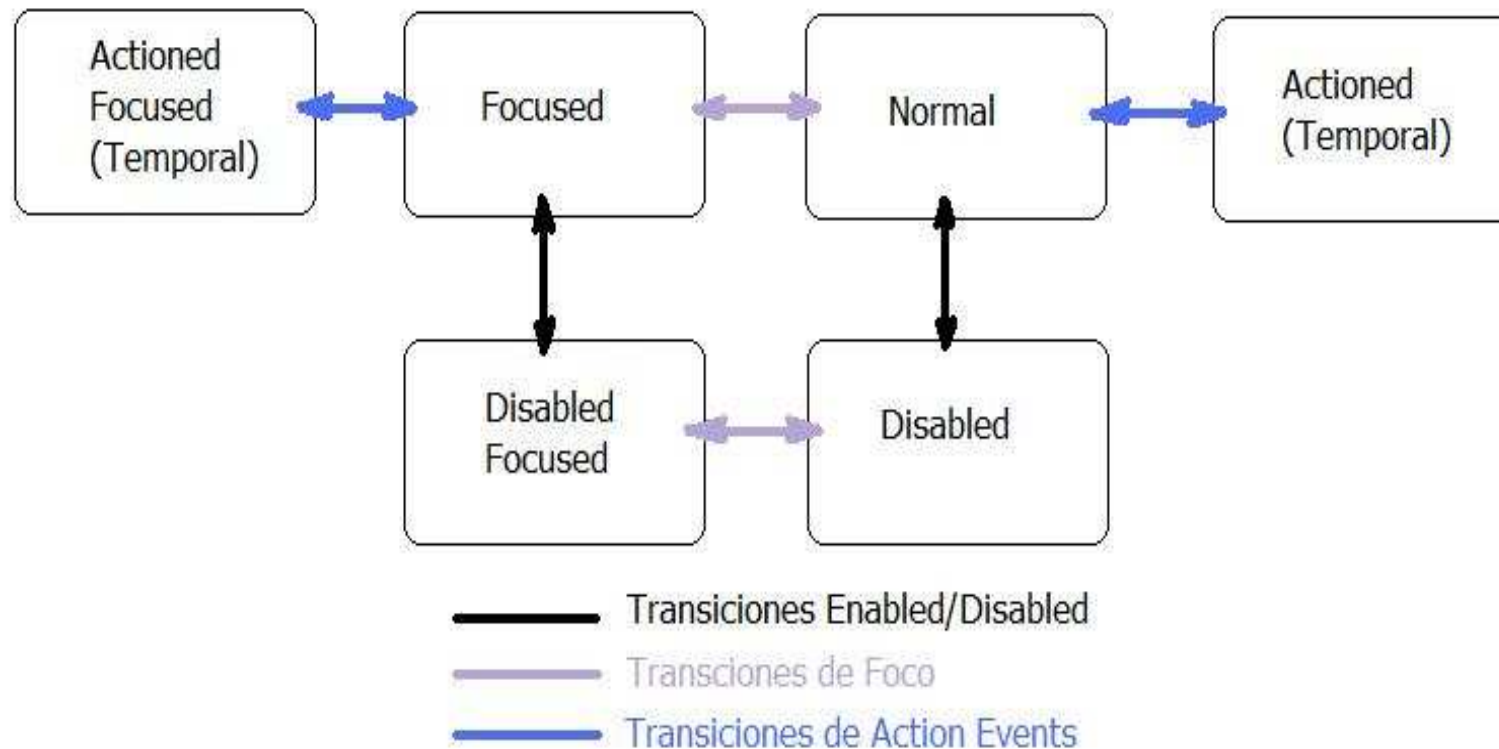 Actioned
Focused
(Temporal)
Focused
Normal
Actioned
(Temporal)
Disabled
Focused
Disabled
Transiciones Enabled/Disabled
Transciones de Foco
Transiciones de Action Events